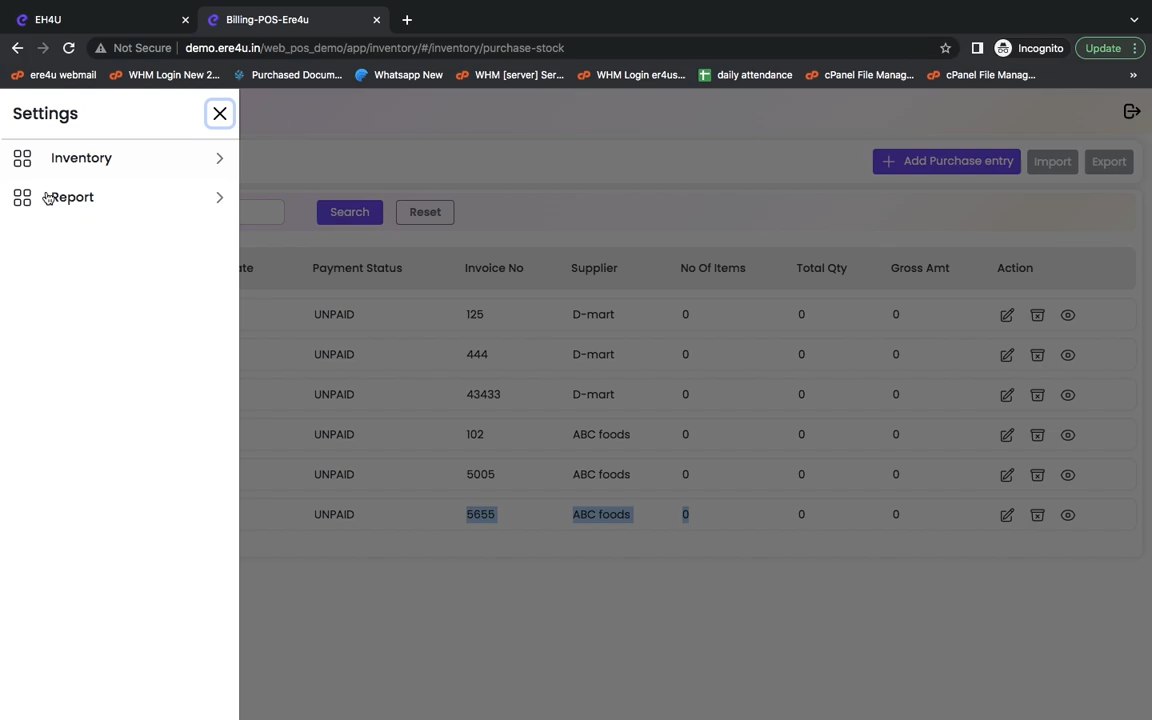 EH4U
Billing-POS-Ere4u
Not Secure demo.ere4u.in/web_pos_demo/app/inventory/#/inventory/purchase-stock Incognito Update
ere4u webmail WHM Login New 2... Purchased Docum... Whatsapp New WHM [server] Ser... WHM Login er4us... daily attendance cPanel File Manag... cPanel File Manag... »
Settings
Inventory
Report
Add Purchase entry Import Export
Search Reset
ate Payment Status Invoice No Supplier No Of Items Total Qty Gross Amt Action
UNPAID 125 D-mart 0 0 0
UNPAID 444 D-mart 0 0 0
UNPAID 43433 D-mart 0 0 0
UNPAID 102 ABC foods 0 0 0
UNPAID 5005 ABC foods 0 0 0
UNPAID 5655 ABC foods 0 0 0